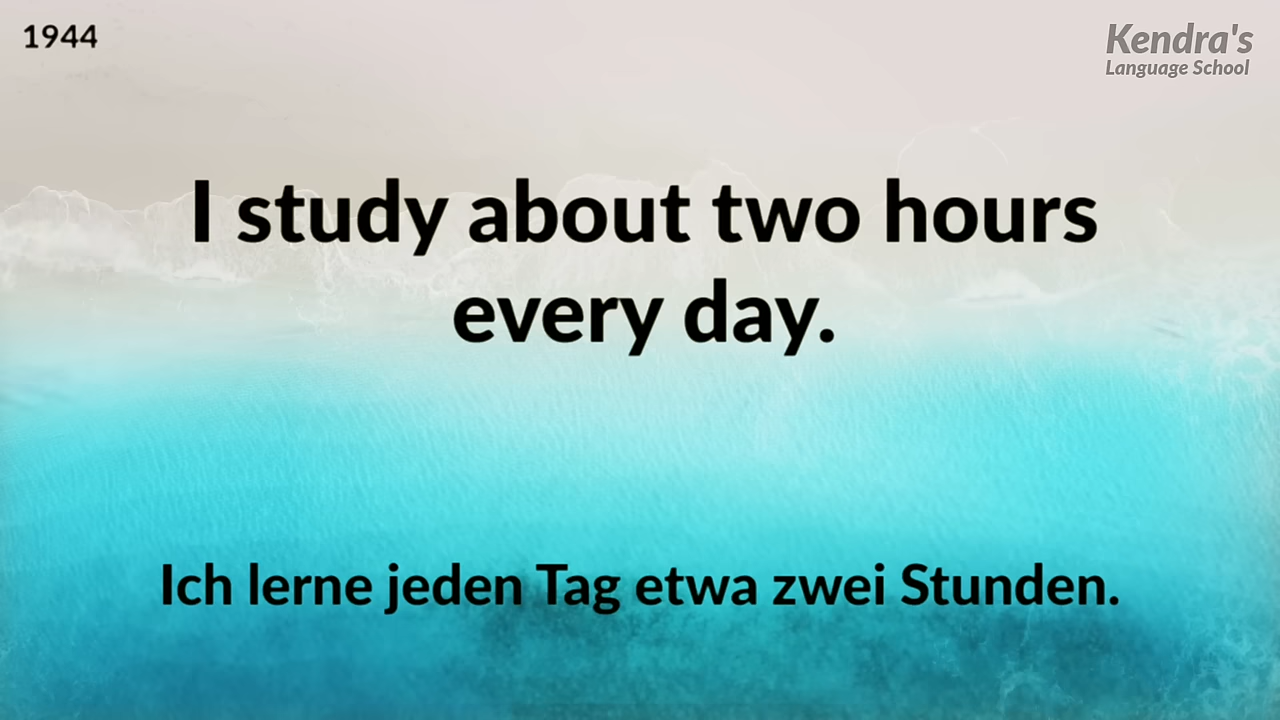 1944
Kendra's
Language School
I study about two hours
every day.
Ich lerne jeden Tag etwa zwei Stunden.